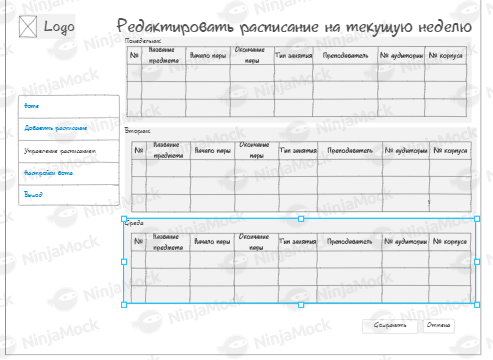 Logo
Редактировать расписание на текущую неделю
Понедельник
№ Название предмета Начало пары Окончание пары Тип занятия Преподаватель № аудитории № корпуса
Home
Добавить расписание
Управление расписанием
Настройки бота
Выход
Вторник
№ Название предмета Начало пары Окончание пары Тип занятия Преподаватель № аудитории № корпуса
Среда
№ Название предмета Начало пары Окончание пары Тип занятия Преподаватель № аудитории № корпуса
Сохранить Отмена
NinjaMock